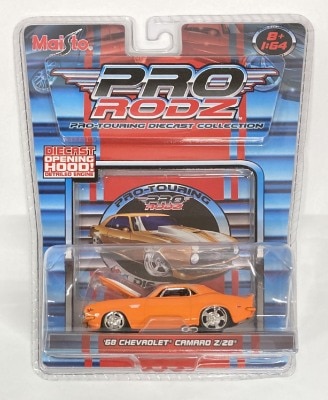 Maisto.
8+
1:64
PRO
RODZ
PRO-TOURING DIECAST COLLECTION
DIECAST
OPENING
HOOD!
DETAILED ENGINE
PRO-TOURING
PRO
RODZ
'68 CHEVROLET CAMARO Z/28